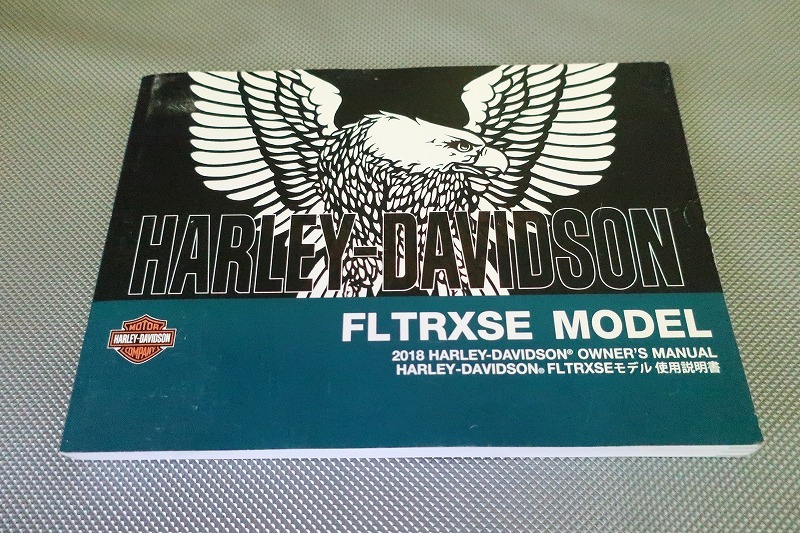 HARLEY-DAVIDSON
FLTRXSE MODEL
2018 HARLEY-DAVIDSON® OWNER'S MANUAL
HARLEY-DAVIDSON® FLTRXSEモデル 使用説明書
MOTOR
HARLEY-DAVIDSON
COMPANY